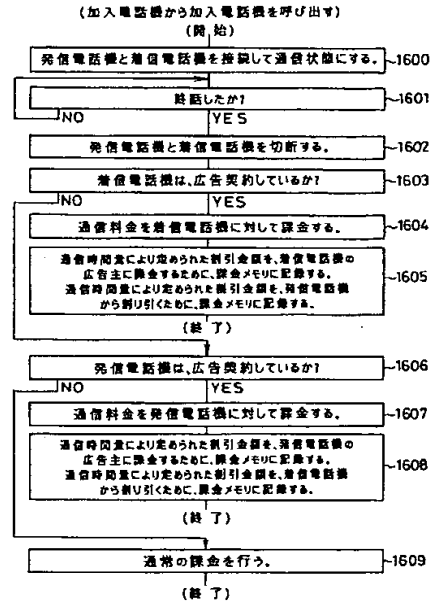 (加入電話機から加入電話機を呼び出す)
(開始)
発信電話機と着信電話機を接続して通信状態にする。 1600
終話したか? 1601
NO YES
発信電話機と着信電話機を切断する。 1602
着信電話機は、広告契約しているか? 1603
NO YES
通信料金を着信電話機に対して課金する。 1604
通信時間量により定められた割引金額を、着信電話機の
広告主に課金するために、課金メモリに記録する。
通信時間量により定められた割引金額を、発信電話機
から割り引くために、課金メモリに記録する。
1605
(終了)
発信電話機は、広告契約しているか? 1606
NO YES
通信料金を発信電話機に対して課金する。 1607
通信時間量により定められた割引金額を、発信電話機の
広告主に課金するために、課金メモリに記録する。
通信時間量により定められた割引金額を、着信電話機
から割り引くために、課金メモリに記録する。
1608
(終了)
通常の課金を行う。 1609
(終了)